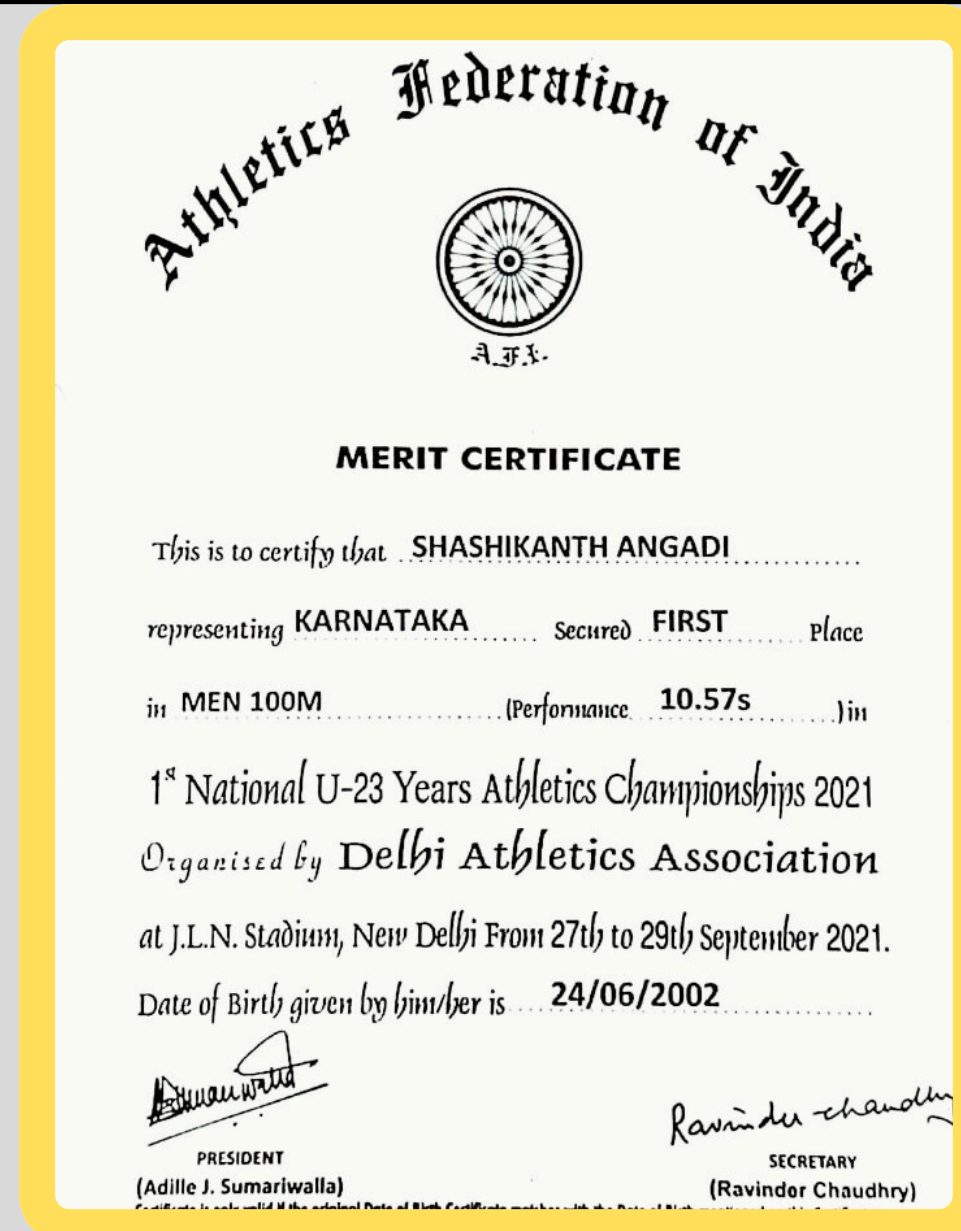 Athletics Federation of India
A.F.I.
MERIT CERTIFICATE
This is to certify that SHASHIKANTH ANGADI
representing KARNATAKA Secured FIRST Place
in MEN 100M (Performance 10.57s ) in
1st National U-23 Years Athletics Championships 2021
Organised by Delhi Athletics Association
at J.L.N. Stadium, New Delhi From 27th to 29th September 2021.
Date of Birth given by him/her is 24/06/2002
Ravinder Chaudhry
PRESIDENT
SECRETARY
(Adille J. Sumariwalla)
(Ravinder Chaudhry)